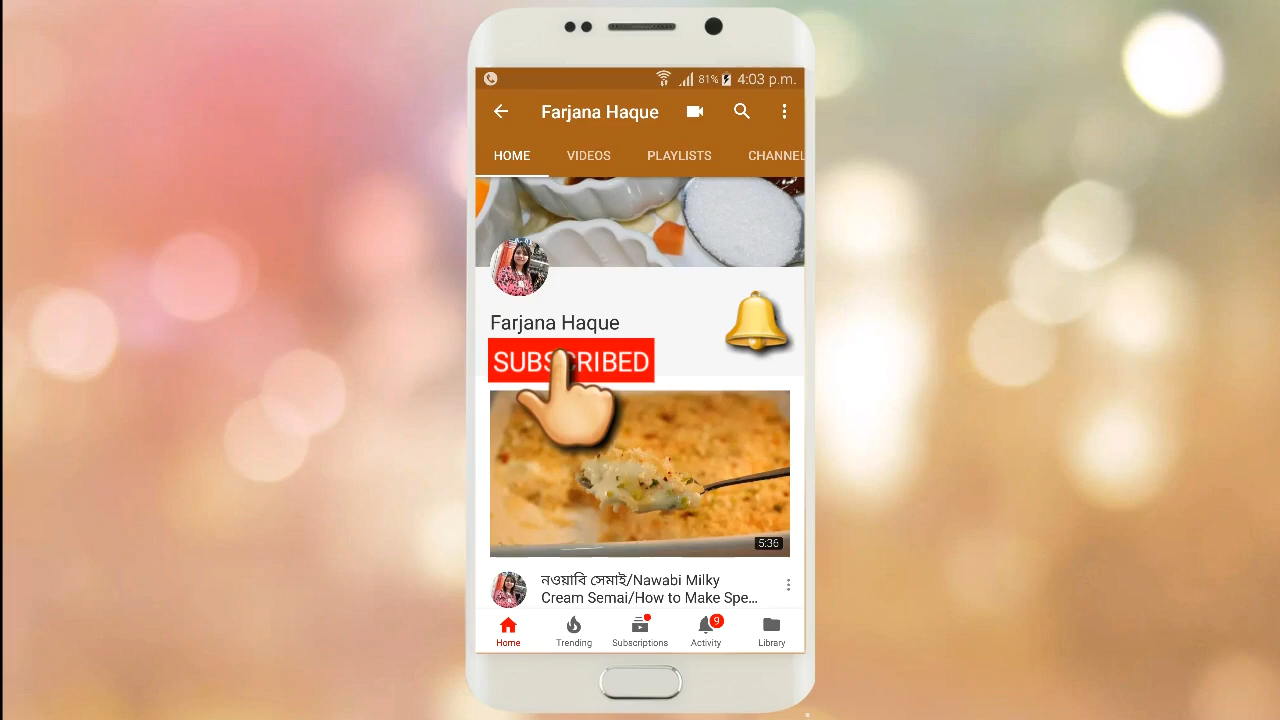 81% 4:03 p.m.
Farjana Haque
HOME VIDEOS PLAYLISTS CHANNEL
Farjana Haque
SUBSCRIBED
5:36
নওয়াবি সেমাই/Nawabi Milky
Cream Semai/How to Make Spe...
9
Home Trending Subscriptions Activity Library